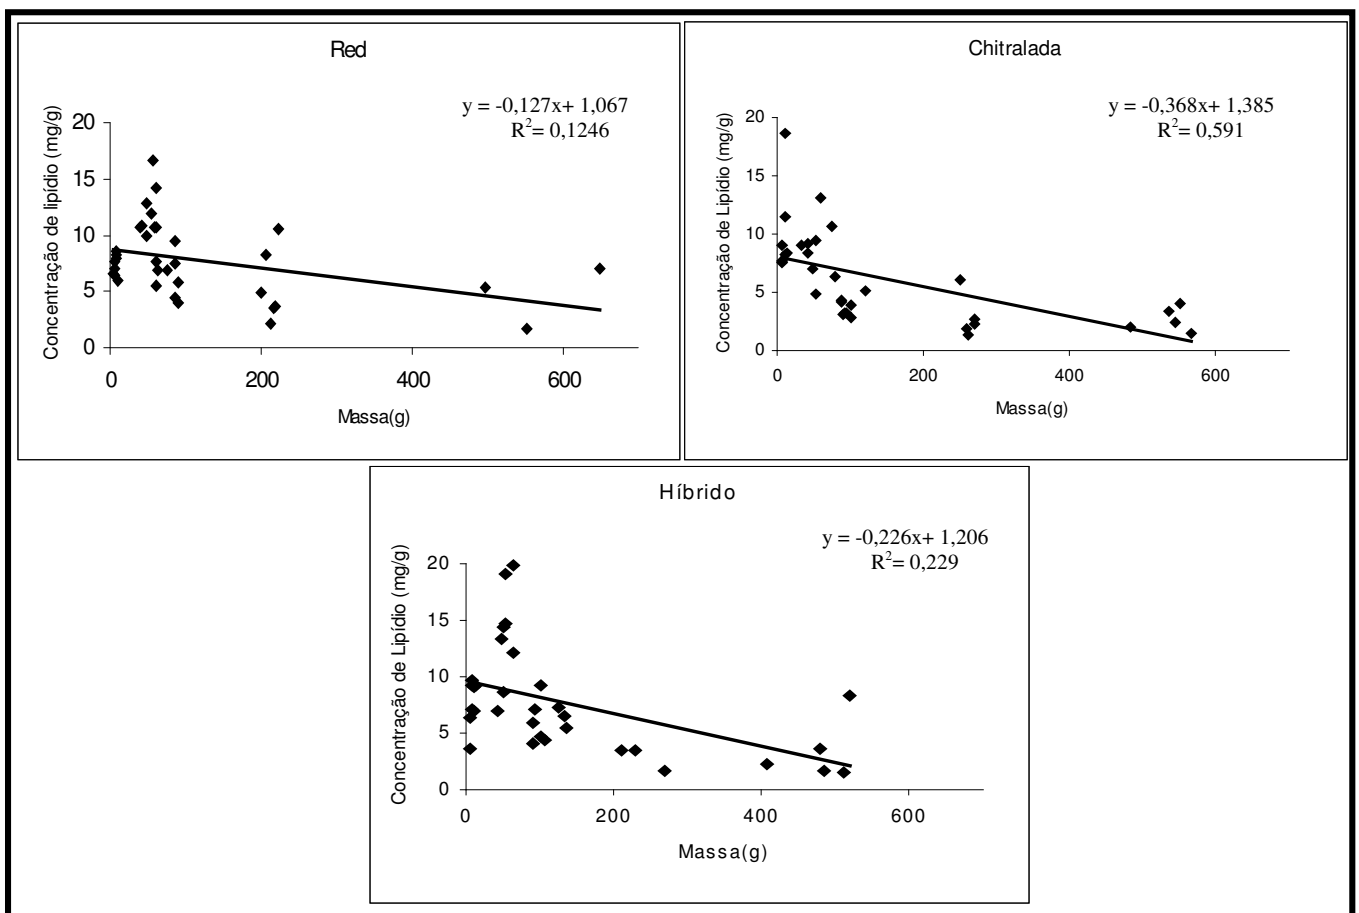 Red
y = -0,127x+ 1,067
R²= 0,1246
Concentração de lipídio (mg/g)
20
15
10
5
0
0 200 400 600
Massa(g)
Chitralada
y = -0,368x+ 1,385
R²= 0,591
Concentração de Lipídio (mg/g)
20
15
10
5
0
0 200 400 600
Massa(g)
Híbrido
y = -0,226x+ 1,206
R²= 0,229
Concentração de Lipídio (mg/g)
20
15
10
5
0
0 200 400 600
Massa(g)